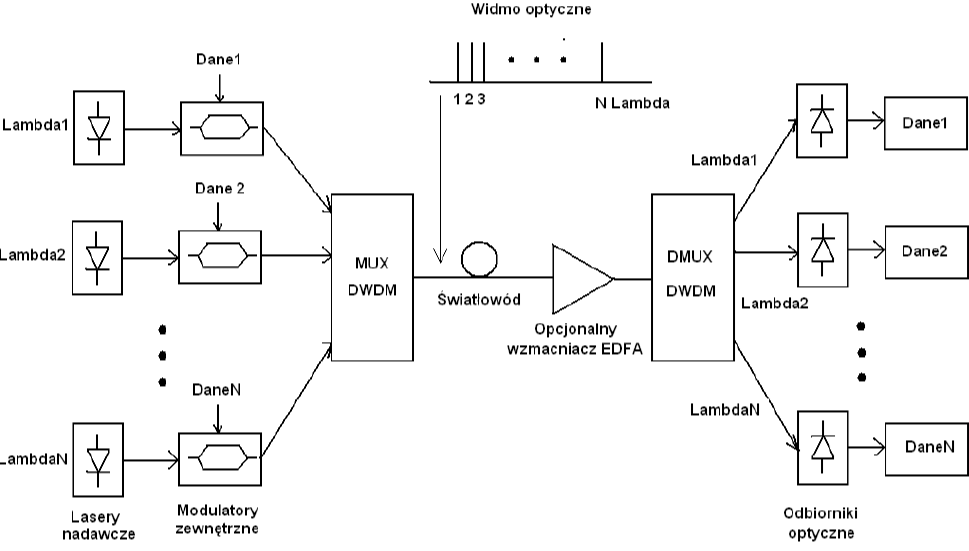 Widmo optyczne
1 2 3
N Lambda
Dane1
Lambda1
Dane 2
Lambda2
DaneN
LambdaN
Lasery
nadawcze
Modulatory
zewnętrzne
MUX
DWDM
Światłowód
Opcjonalny
wzmacniacz EDFA
DMUX
DWDM
Lambda1
Lambda2
LambdaN
Dane1
Dane2
DaneN
Odbiorniki
optyczne